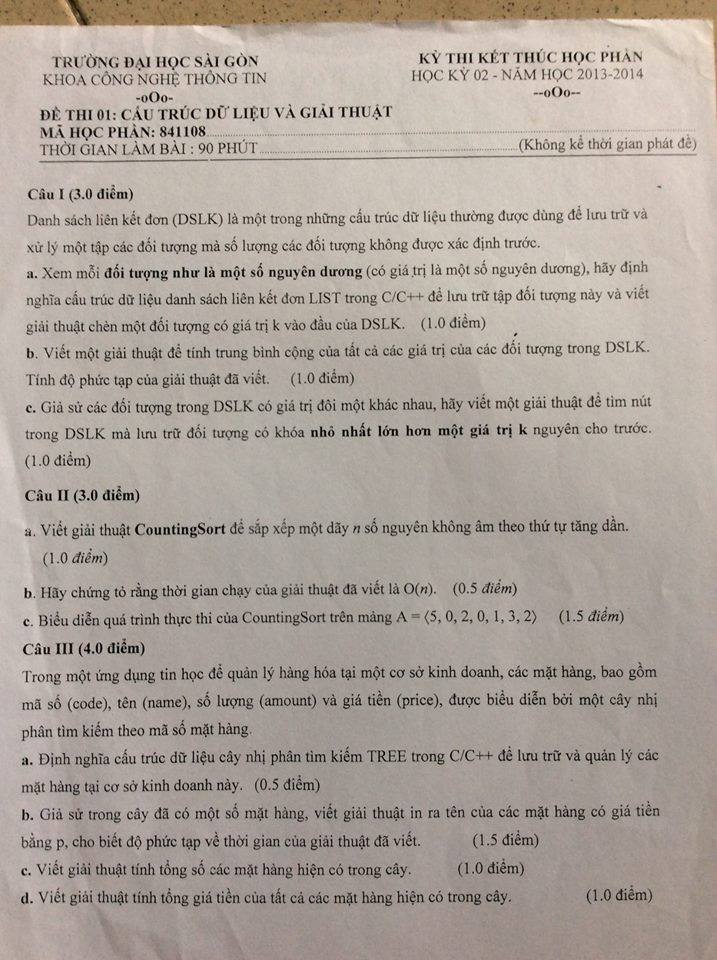 TRƯỜNG ĐẠI HỌC SÀI GÒN
KHOA CÔNG NGHỆ THÔNG TIN
-oOo-
KỲ THI KẾT THÚC HỌC PHẦN
HỌC KỲ 02 - NĂM HỌC 2013-2014
--oOo--
ĐỀ THI 01: CẤU TRÚC DỮ LIỆU VÀ GIẢI THUẬT
MÃ HỌC PHẦN: 841108
THỜI GIAN LÀM BÀI : 90 PHÚT (Không kể thời gian phát đề)
Câu I (3.0 điểm)
Danh sách liên kết đơn (DSLK) là một trong những cấu trúc dữ liệu thường được dùng để lưu trữ và
xử lý một tập các đối tượng mà số lượng các đối tượng không được xác định trước.
a. Xem mỗi đối tượng như là một số nguyên dương (có giá trị là một số nguyên dương), hãy định
nghĩa cấu trúc dữ liệu danh sách liên kết đơn LIST trong C/C++ để lưu trữ tập đối tượng này và viết
giải thuật chèn một đối tượng có giá trị k vào đầu của DSLK. (1.0 điểm)
b. Viết một giải thuật để tính trung bình cộng của tất cả các giá trị của các đối tượng trong DSLK.
Tính độ phức tạp của giải thuật đã viết. (1.0 điểm)
c. Giả sử các đối tượng trong DSLK có giá trị đôi một khác nhau, hãy viết một giải thuật để tìm nút
trong DSLK mà lưu trữ đối tượng có khóa nhỏ nhất lớn hơn một giá trị k nguyên cho trước.
(1.0 điểm)
Câu II (3.0 điểm)
a. Viết giải thuật CountingSort để sắp xếp một dãy n số nguyên không âm theo thứ tự tăng dần.
(1.0 điểm)
b. Hãy chứng tỏ rằng thời gian chạy của giải thuật đã viết là O(n). (0.5 điểm)
c. Biểu diễn quá trình thực thi của CountingSort trên mảng A = ⟨5, 0, 2, 0, 1, 3, 2⟩ (1.5 điểm)
Câu III (4.0 điểm)
Trong một ứng dụng tin học để quản lý hàng hóa tại một cơ sở kinh doanh, các mặt hàng, bao gồm
mã số (code), tên (name), số lượng (amount) và giá tiền (price), được biểu diễn bởi một cây nhị
phân tìm kiếm theo mã số mặt hàng.
a. Định nghĩa cấu trúc dữ liệu cây nhị phân tìm kiếm TREE trong C/C++ để lưu trữ và quản lý các
mặt hàng tại cơ sở kinh doanh này. (0.5 điểm)
b. Giả sử trong cây đã có một số mặt hàng, viết giải thuật in ra tên của các mặt hàng có giá tiền
bằng p, cho biết độ phức tạp về thời gian của giải thuật đã viết. (1.5 điểm)
c. Viết giải thuật tính tổng số các mặt hàng hiện có trong cây. (1.0 điểm)
d. Viết giải thuật tính tổng giá tiền của tất cả các mặt hàng hiện có trong cây. (1.0 điểm)